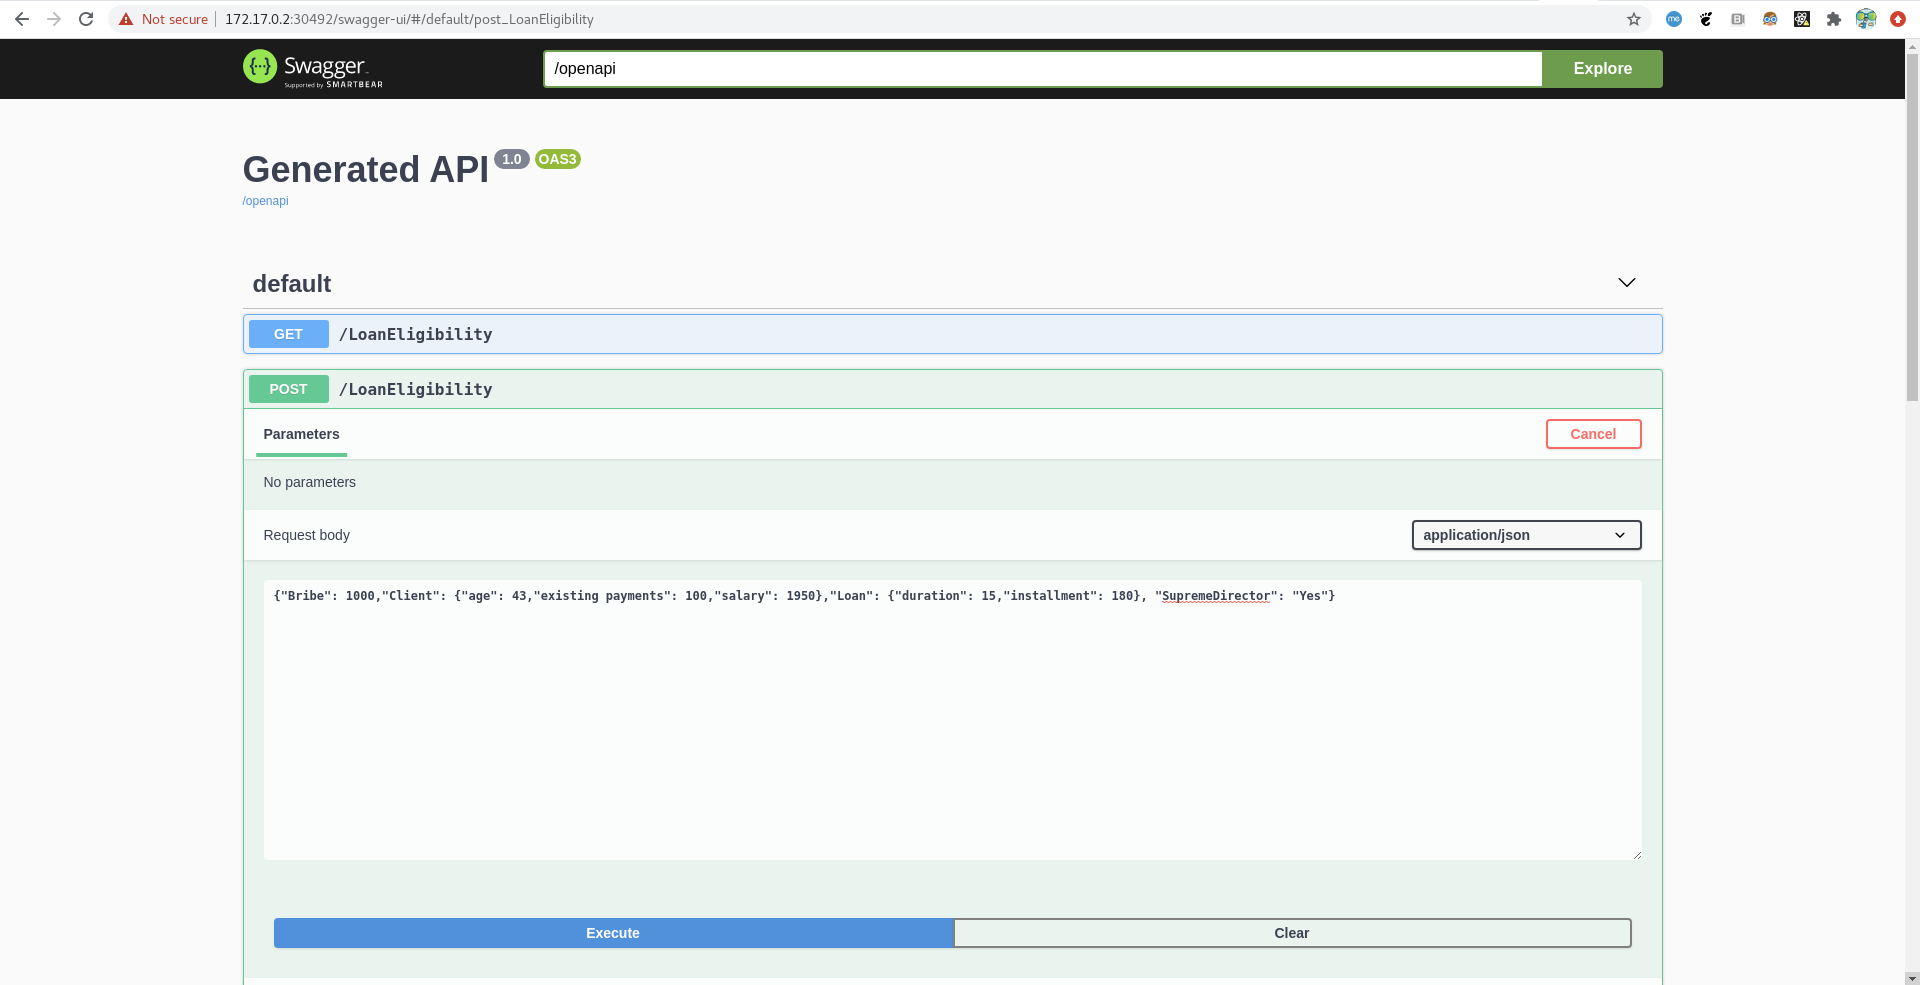 Not secure 172.17.0.2:30492/swagger-ui/#/default/post_LoanEligibility
me
Swagger
Supported by SMARTBEAR
/openapi
Explore
Generated API 1.0 OAS3
/openapi
default
GET /LoanEligibility
POST /LoanEligibility
Parameters
Cancel
No parameters
Request body
application/json
{"Bribe": 1000,"Client": {"age": 43,"existing payments": 100,"salary": 1950},"Loan": {"duration": 15,"installment": 180}, "SupremeDirector": "Yes"}
Execute
Clear